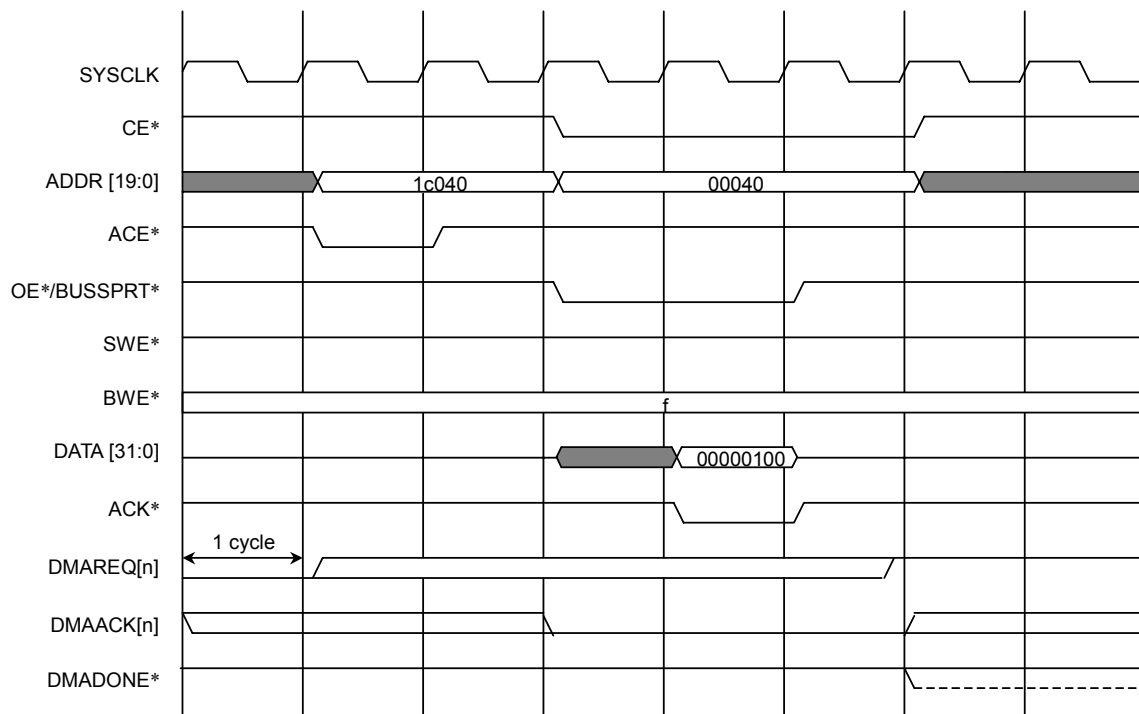 SYSCLK
CE*
ADDR [19:0]
1c040
00040
ACE*
OE*/BUSSPRT*
SWE*
BWE*
f
DATA [31:0]
00000100
ACK*
1 cycle
DMAREQ[n]
DMAACK[n]
DMADONE*